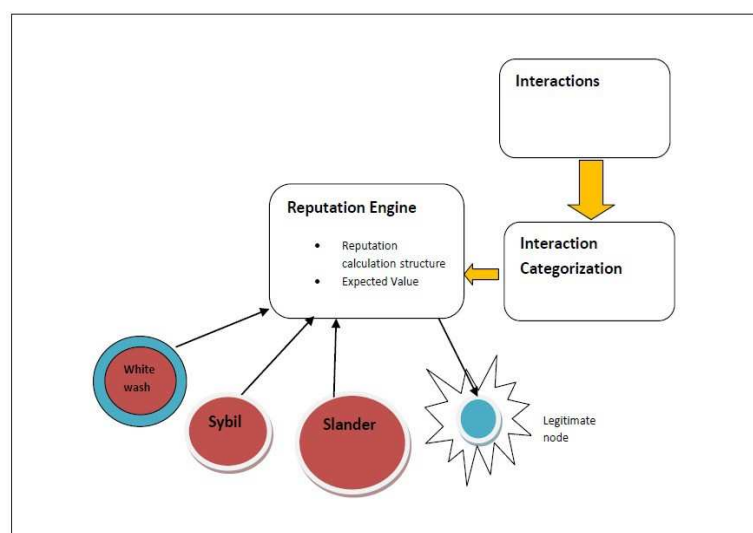 Interactions
Reputation Engine
• Reputation
calculation structure
• Expected Value
Interaction
Categorization
White
wash
Sybil
Slander
Legitimate
node